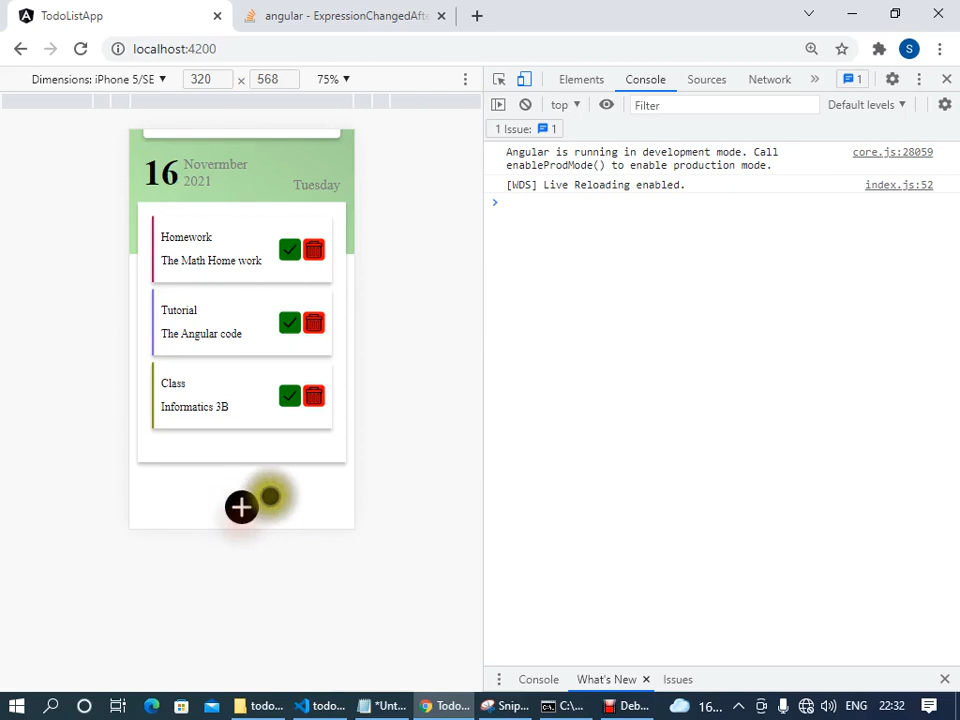 TodoListApp
angular - ExpressionChangedAfte
localhost:4200
S
Dimensions: iPhone 5/SE ▼ 320 × 568 75% ▼
Elements Console Sources Network » 1
top ▼ Filter Default levels ▼
1 Issue: 1
Angular is running in development mode. Call core.js:28059
enableProdMode() to enable production mode.
[WDS] Live Reloading enabled. index.js:52
16 Novermber
2021
Tuesday
Homework
The Math Home work
Tutorial
The Angular code
Class
Informatics 3B
Console What's New Issues
todo... todo... *Unt... Todo... Snip... C:\... Deb... 16... ENG 22:32